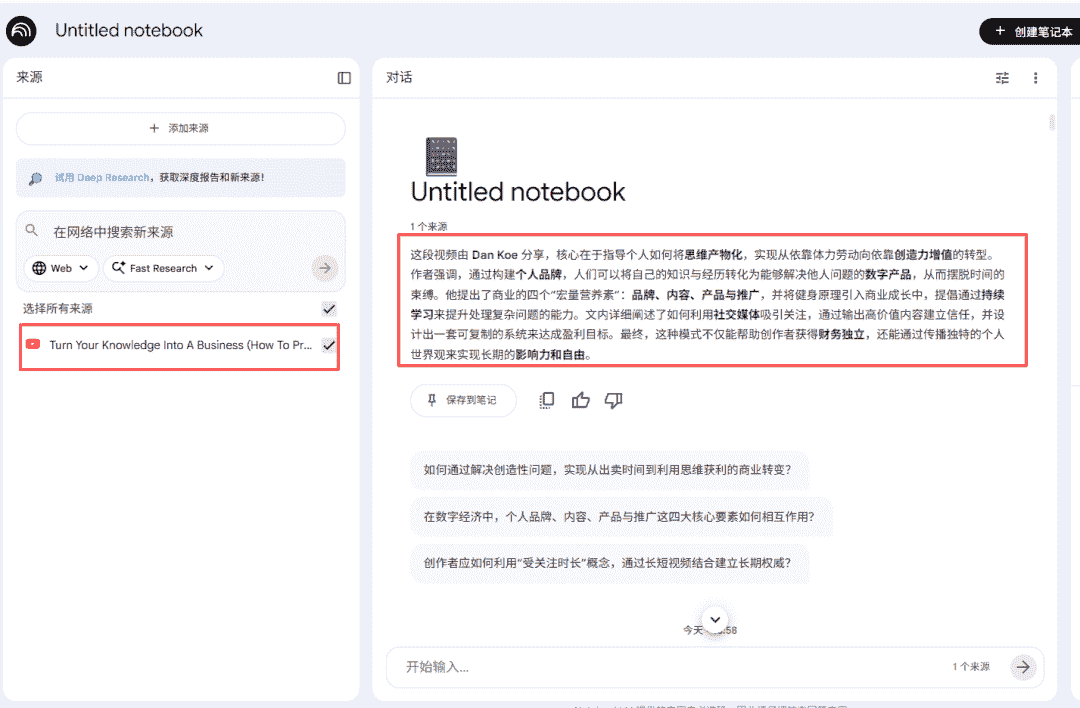 Untitled notebook
+ 创建笔记本
来源
+ 添加来源
试用 Deep Research，获取深度报告和新来源！
在网络中搜索新来源
Web
Fast Research
选择所有来源
Turn Your Knowledge Into A Business (How To Pr...
对话
Untitled notebook
1 个来源
这段视频由 Dan Koe 分享，核心在于指导个人如何将思维产物化，实现从依靠体力劳动向依靠创造力增值的转型。
作者强调，通过构建个人品牌，人们可以将自己的知识与经历转化为能够解决他人问题的数字产品，从而摆脱时间的
束缚。他提出了商业的四个“宏量营养素”：品牌、内容、产品与推广，并将健身原理引入商业成长中，提倡通过持续
学习来提升处理复杂问题的能力。文内详细阐述了如何利用社交媒体吸引关注，通过输出高价值内容建立信任，并设
计出一套可复制的系统来达成盈利目标。最终，这种模式不仅能帮助创作者获得财务独立，还能通过传播独特的个人
世界观来实现长期的影响力和自由。
保存到笔记
如何通过解决创造性问题，实现从出卖时间到利用思维获利的商业转变？
在数字经济中，个人品牌、内容、产品与推广这四大核心要素如何相互作用？
创作者应如何利用“受关注时长”概念，通过长短视频结合建立长期权威？
今天 :58
开始输入...
1 个来源